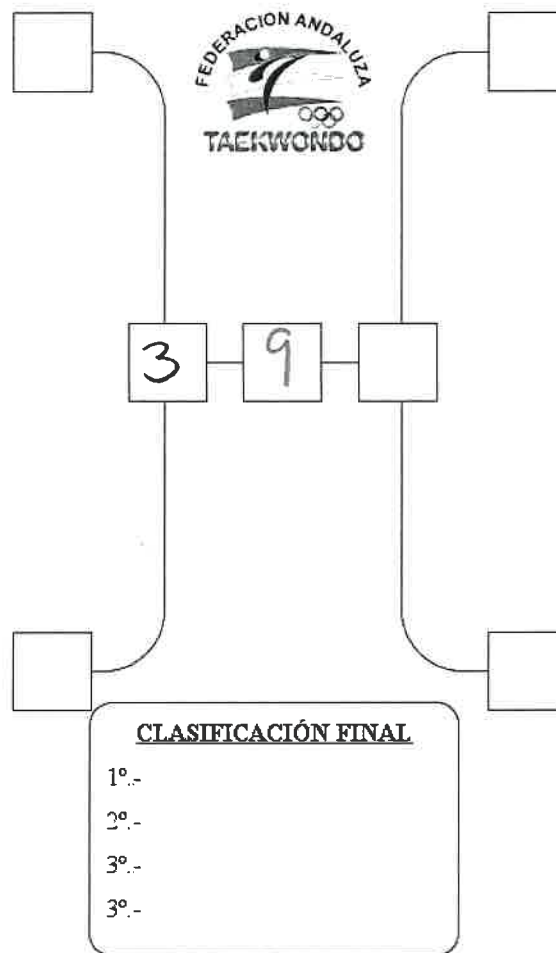 FEDERACION ANDALUZA
TAEKWONDO
3 9
CLASIFICACIÓN FINAL
1º.-
2º.-
3º.-
3º.-